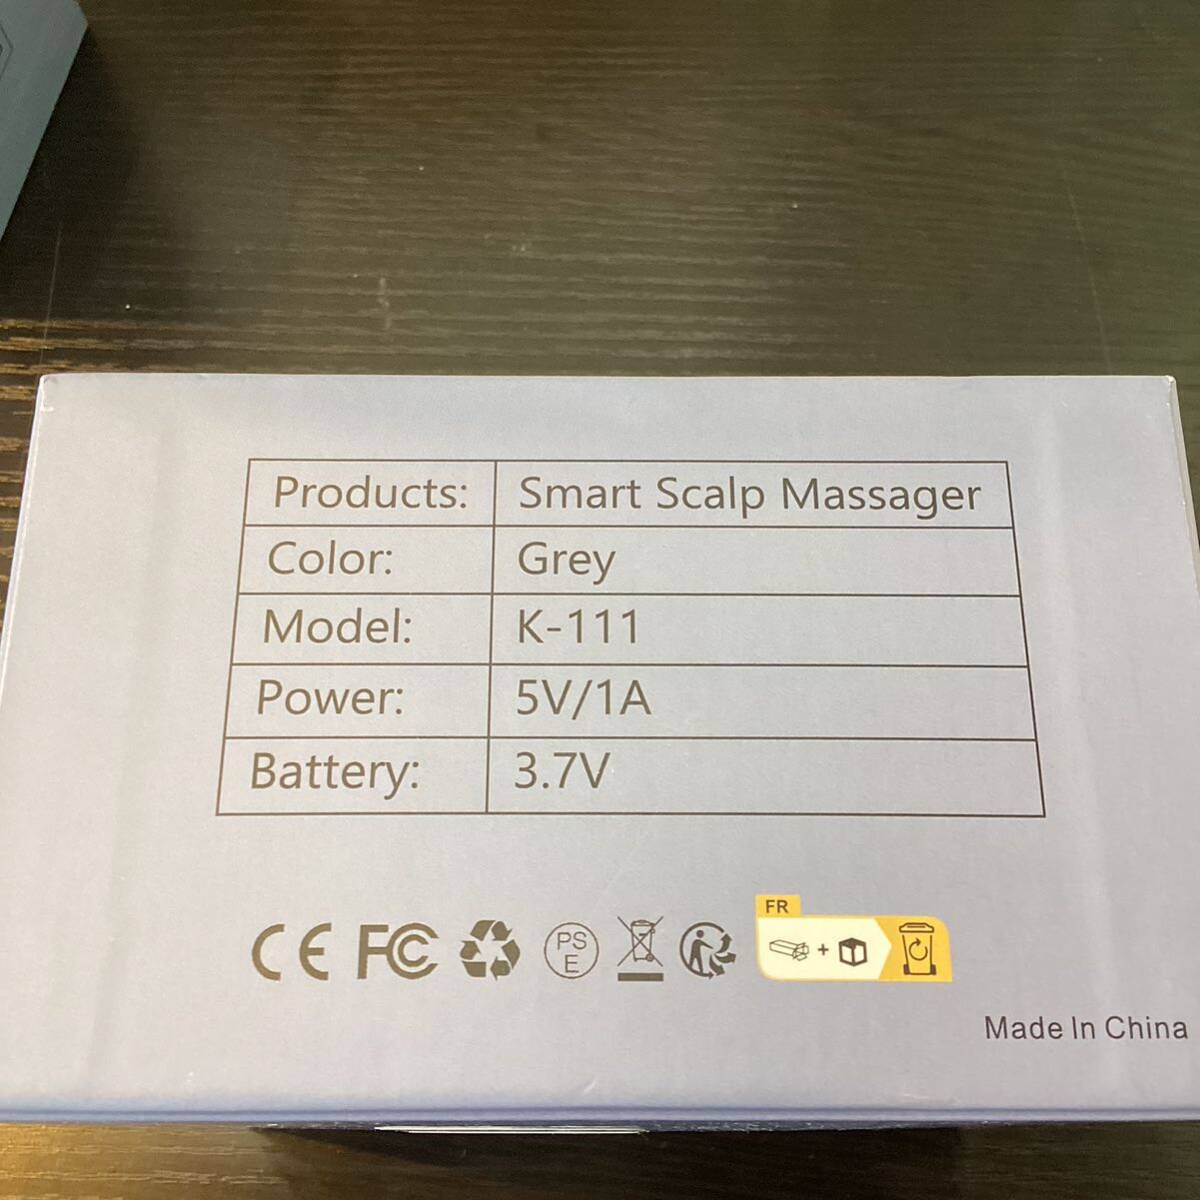 Products: Smart Scalp Massager
Color: Grey
Model: K-111
Power: 5V/1A
Battery: 3.7V
CE FC PS
E
FR
+
Made In China